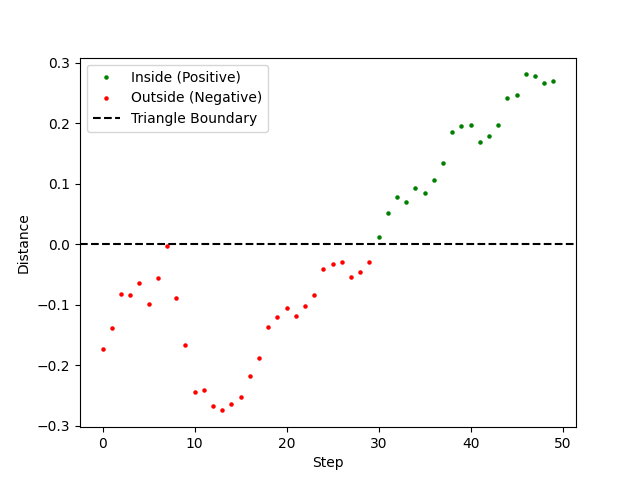 0.3
0.2
0.1
0.0
−0.1
−0.2
−0.3
Distance
Inside (Positive)
Outside (Negative)
Triangle Boundary
0 10 20 30 40 50
Step